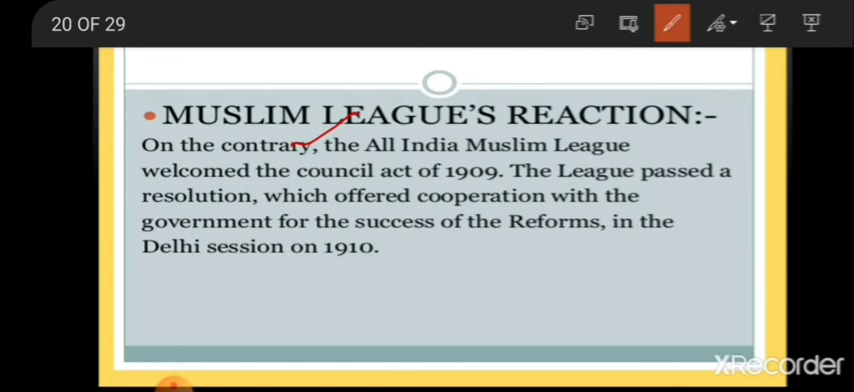 20 OF 29
• MUSLIM LEAGUE'S REACTION:-
On the contrary, the All India Muslim League
welcomed the council act of 1909. The League passed a
resolution, which offered cooperation with the
government for the success of the Reforms, in the
Delhi session on 1910.
XRecorder